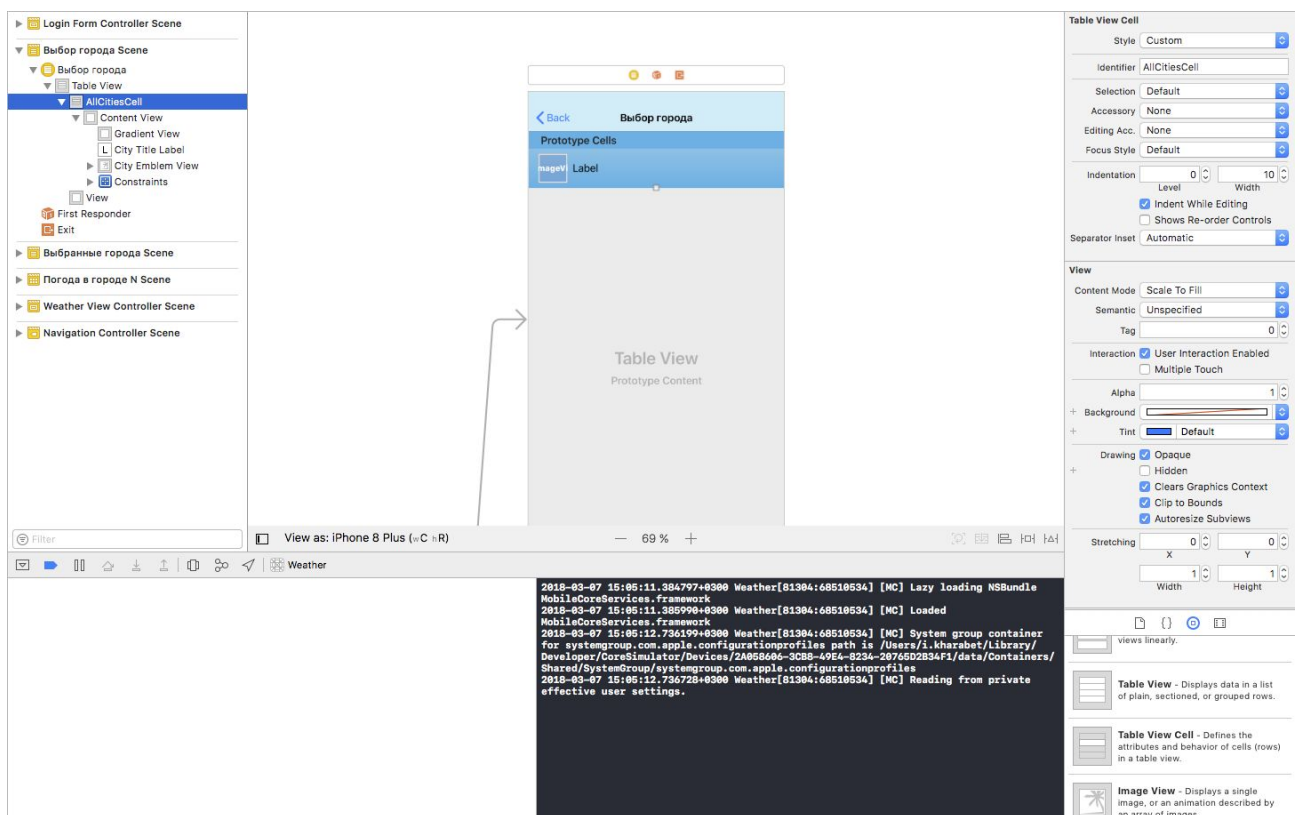 Login Form Controller Scene
Выбор города Scene
Выбор города
Table View
AllCitiesCell
Content View
Gradient View
L City Title Label
City Emblem View
Constraints
View
First Responder
Exit
Выбранные города Scene
Погода в городе N Scene
Weather View Controller Scene
Navigation Controller Scene
Filter
Back
Выбор города
Prototype Cells
mageVi Label
Table View
Prototype Content
View as: iPhone 8 Plus (wC hR)
— 69 % +
Weather
2018-03-07 15:05:11.384797+0300 Weather[81304:68510534] [MC] Lazy loading NSBundle
MobileCoreServices.framework
2018-03-07 15:05:11.385990+0300 Weather[81304:68510534] [MC] Loaded
MobileCoreServices.framework
2018-03-07 15:05:12.736199+0300 Weather[81304:68510534] [MC] System group container
for systemgroup.com.apple.configurationprofiles path is /Users/i.kharabet/Library/
Developer/CoreSimulator/Devices/2A058606-3CB8-49E4-8234-20765D2B34F1/data/Containers/
Shared/SystemGroup/systemgroup.com.apple.configurationprofiles
2018-03-07 15:05:12.736728+0300 Weather[81304:68510534] [MC] Reading from private
effective user settings.
Table View Cell
Style Custom
Identifier AllCitiesCell
Selection Default
Accessory None
Editing Acc. None
Focus Style Default
Indentation 0 10
Level Width
Indent While Editing
Shows Re-order Controls
Separator Inset Automatic
View
Content Mode Scale To Fill
Semantic Unspecified
Tag 0
Interaction User Interaction Enabled
Multiple Touch
Alpha 1
+ Background
+ Tint Default
Drawing Opaque
+ Hidden
Clears Graphics Context
Clip to Bounds
Autoresize Subviews
Stretching 0 0
X Y
1 1
Width Height
{}
views linearly.
Table View - Displays data in a list
of plain, sectioned, or grouped rows.
Table View Cell - Defines the
attributes and behavior of cells (rows)
in a table view.
Image View - Displays a single
image, or an animation described by
an array of images.